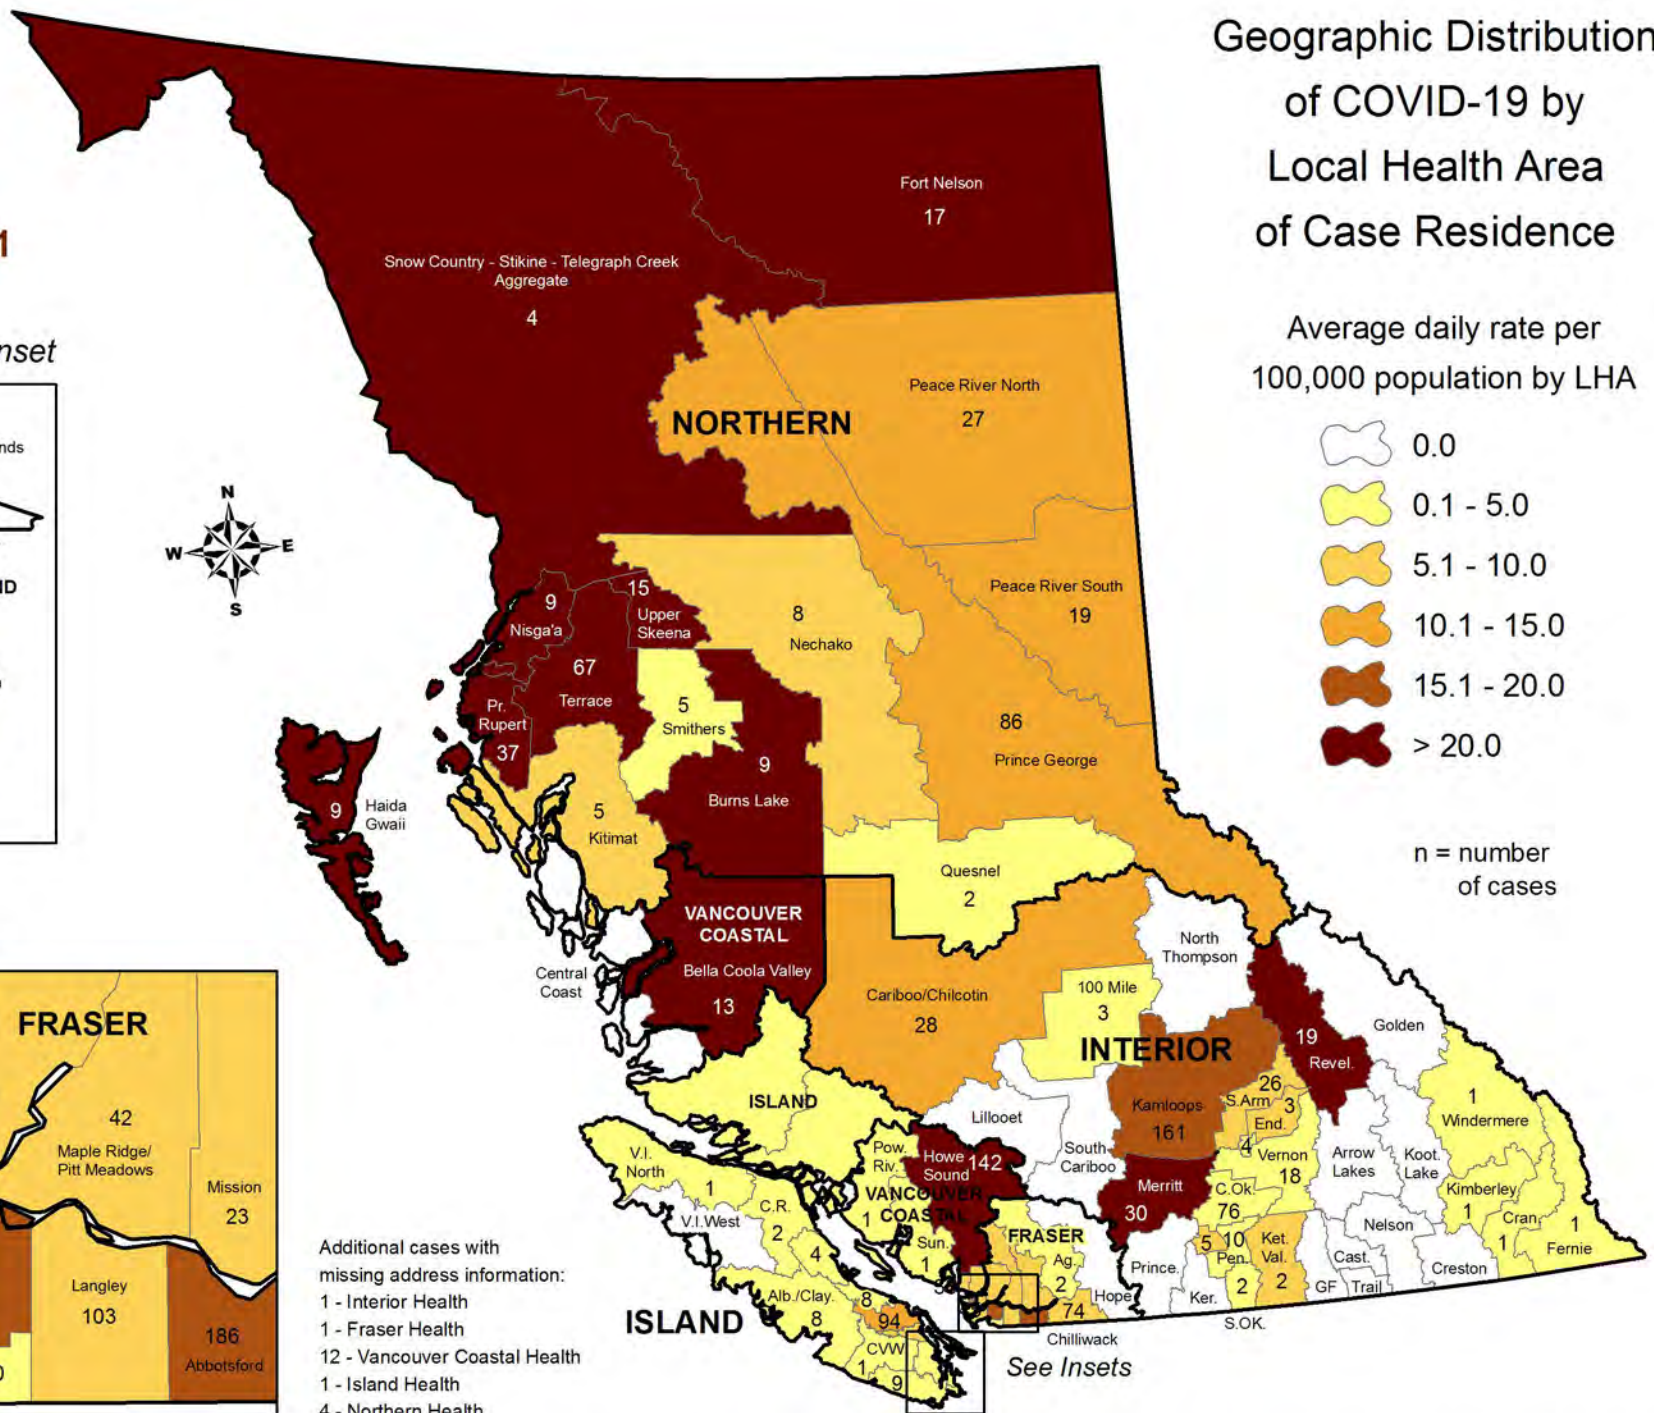 Geographic Distribution
of COVID-19 by
Local Health Area
of Case Residence
Average daily rate per
100,000 population by LHA
0.0
0.1 - 5.0
5.1 - 10.0
10.1 - 15.0
15.1 - 20.0
> 20.0
n = number
of cases
1
nset
nds
ID
N
W
E
S
Fort Nelson
17
Snow Country - Stikine - Telegraph Creek
Aggregate
4
Peace River North
27
NORTHERN
Peace River South
19
9
Nisga'a
15
Upper
Skeena
8
Nechako
67
Terrace
Pr.
Rupert
37
5
Smithers
86
Prince George
9
Burns Lake
9
Haida
Gwaii
5
Kitimat
Quesnel
2
VANCOUVER
COASTAL
Bella Coola Valley
13
Central
Coast
North
Thompson
Cariboo/Chilcotin
28
100 Mile
3
INTERIOR
19
Revel.
Golden
Kamloops
161
26
S.Arm
3
End.
4
Vernon
18
1
Windermere
ISLAND
Lillooet
South
Cariboo
Arrow
Lakes
Koot.
Lake
Pow.
Riv.
1
Howe
Sound
142
VANCOUVER
COASTAL
Merritt
30
C.Ok.
76
Kimberley
1
V.I.
North
1
V.I.West
C.R.
2
4
Sun.
1
FRASER
Ag.
2
Hope
74
Chilliwack
Prince.
5
10
Pen.
Ket.
Val.
2
2
Ker.
S.OK.
Nelson
Cast.
GF
Trail
Creston
Cran.
1
1
Fernie
Alb./Clay.
8
8
94
CVW
1
9
ISLAND
See Insets
FRASER
42
Maple Ridge/
Pitt Meadows
Mission
23
Langley
103
186
Abbotsford
0
Additional cases with
missing address information:
1 - Interior Health
1 - Fraser Health
12 - Vancouver Coastal Health
1 - Island Health
4 - Northern Health